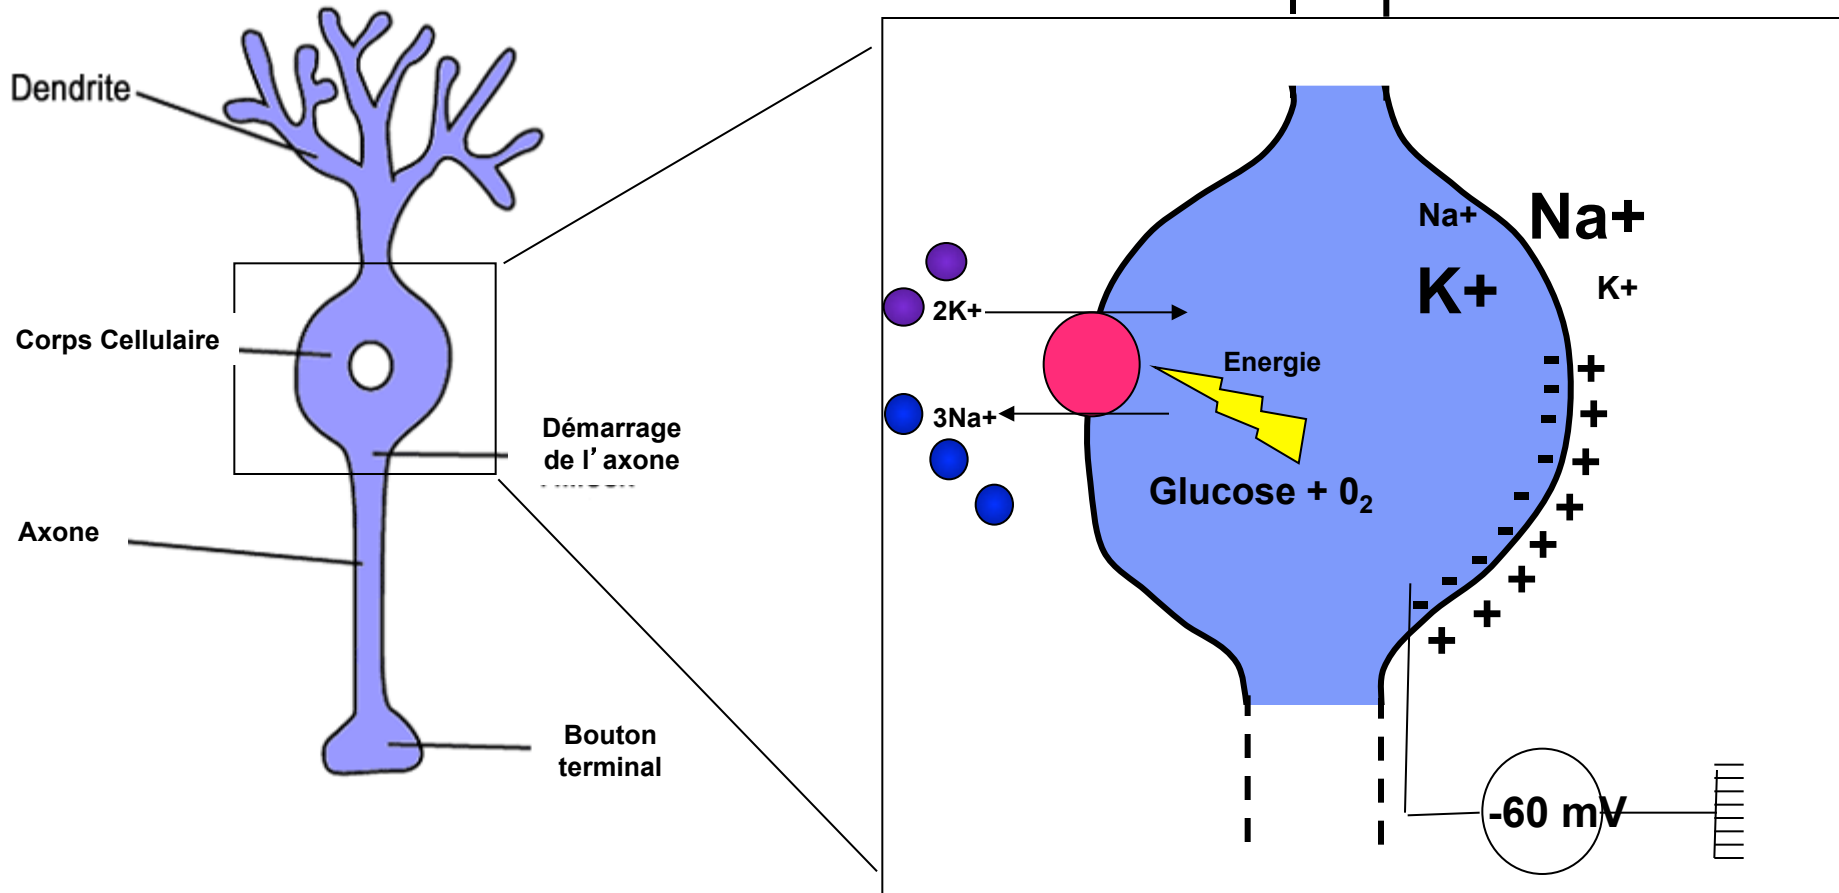 Dendrite
Corps Cellulaire
Démarrage
de l’axone
Axone
Bouton
terminal
Na+
Na+
K+
K+
2K+
Energie
3Na+
Glucose + 0₂
- +
-
- +
- +
- +
- +
- +
- +
- +
+
-60 mV